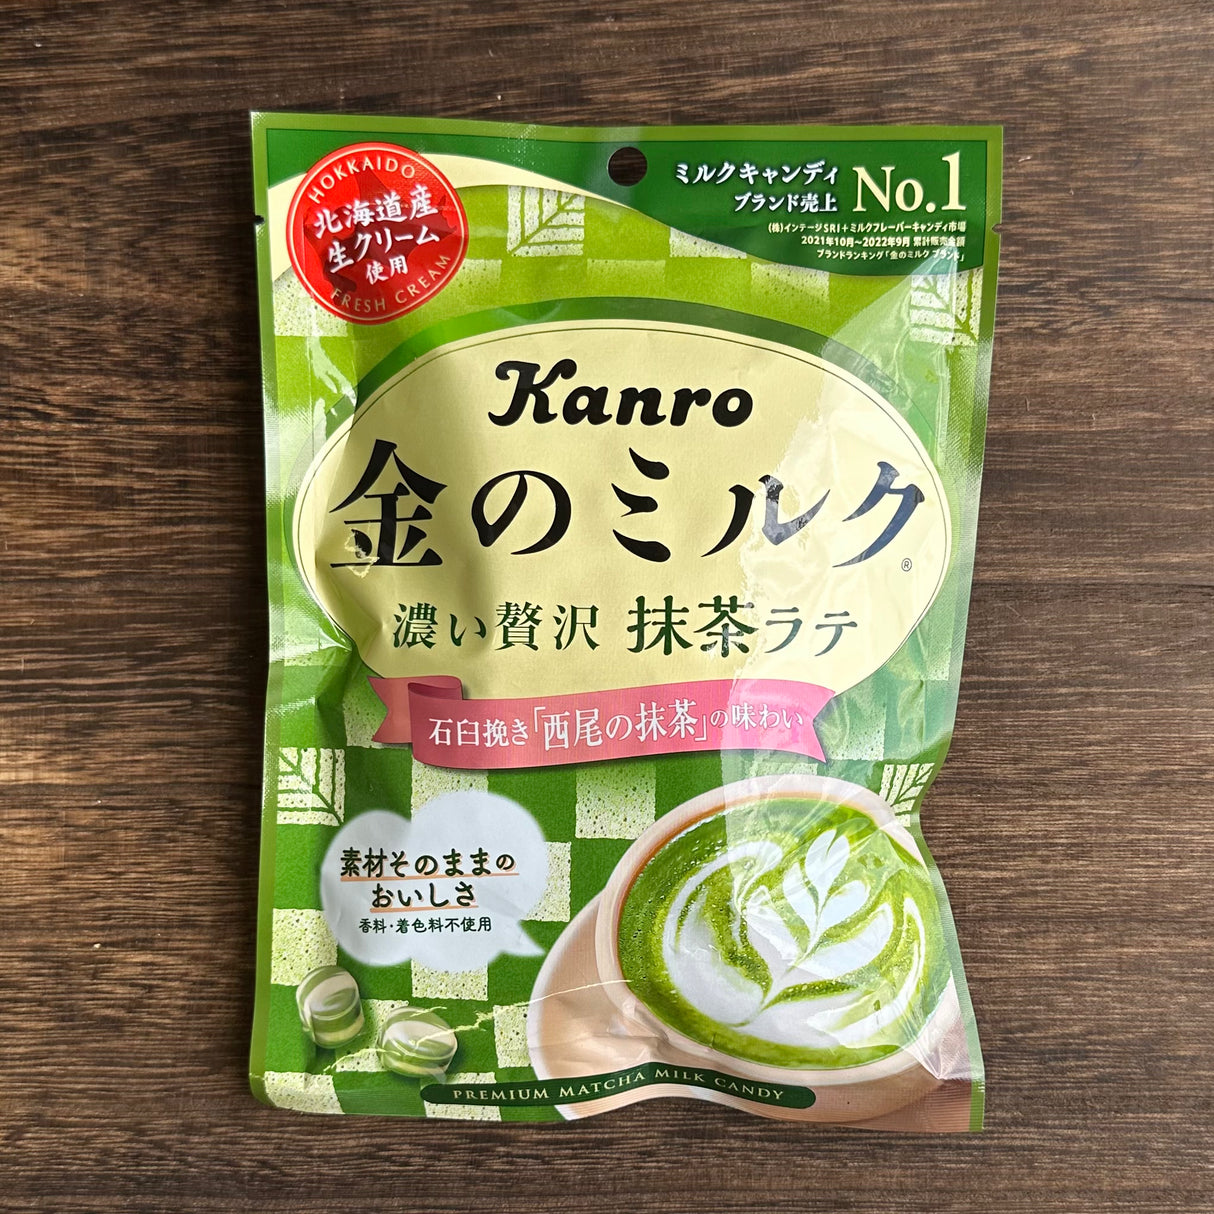 HOKKAIDO
北海道産
生クリーム
使用
FRESH CREAM
ミルクキャンディ
ブランド売上
No.1
(株)インテージSRI+ミルクフレーバーキャンディ市場
2021年10月~2022年9月 累計販売金額
ブランドランキング「金のミルク ブランド」
Kanro
金のミルク®
濃い贅沢 抹茶ラテ
石臼挽き「西尾の抹茶」の味わい
素材そのままの
おいしさ
香料・着色料不使用
PREMIUM MATCHA MILK CANDY